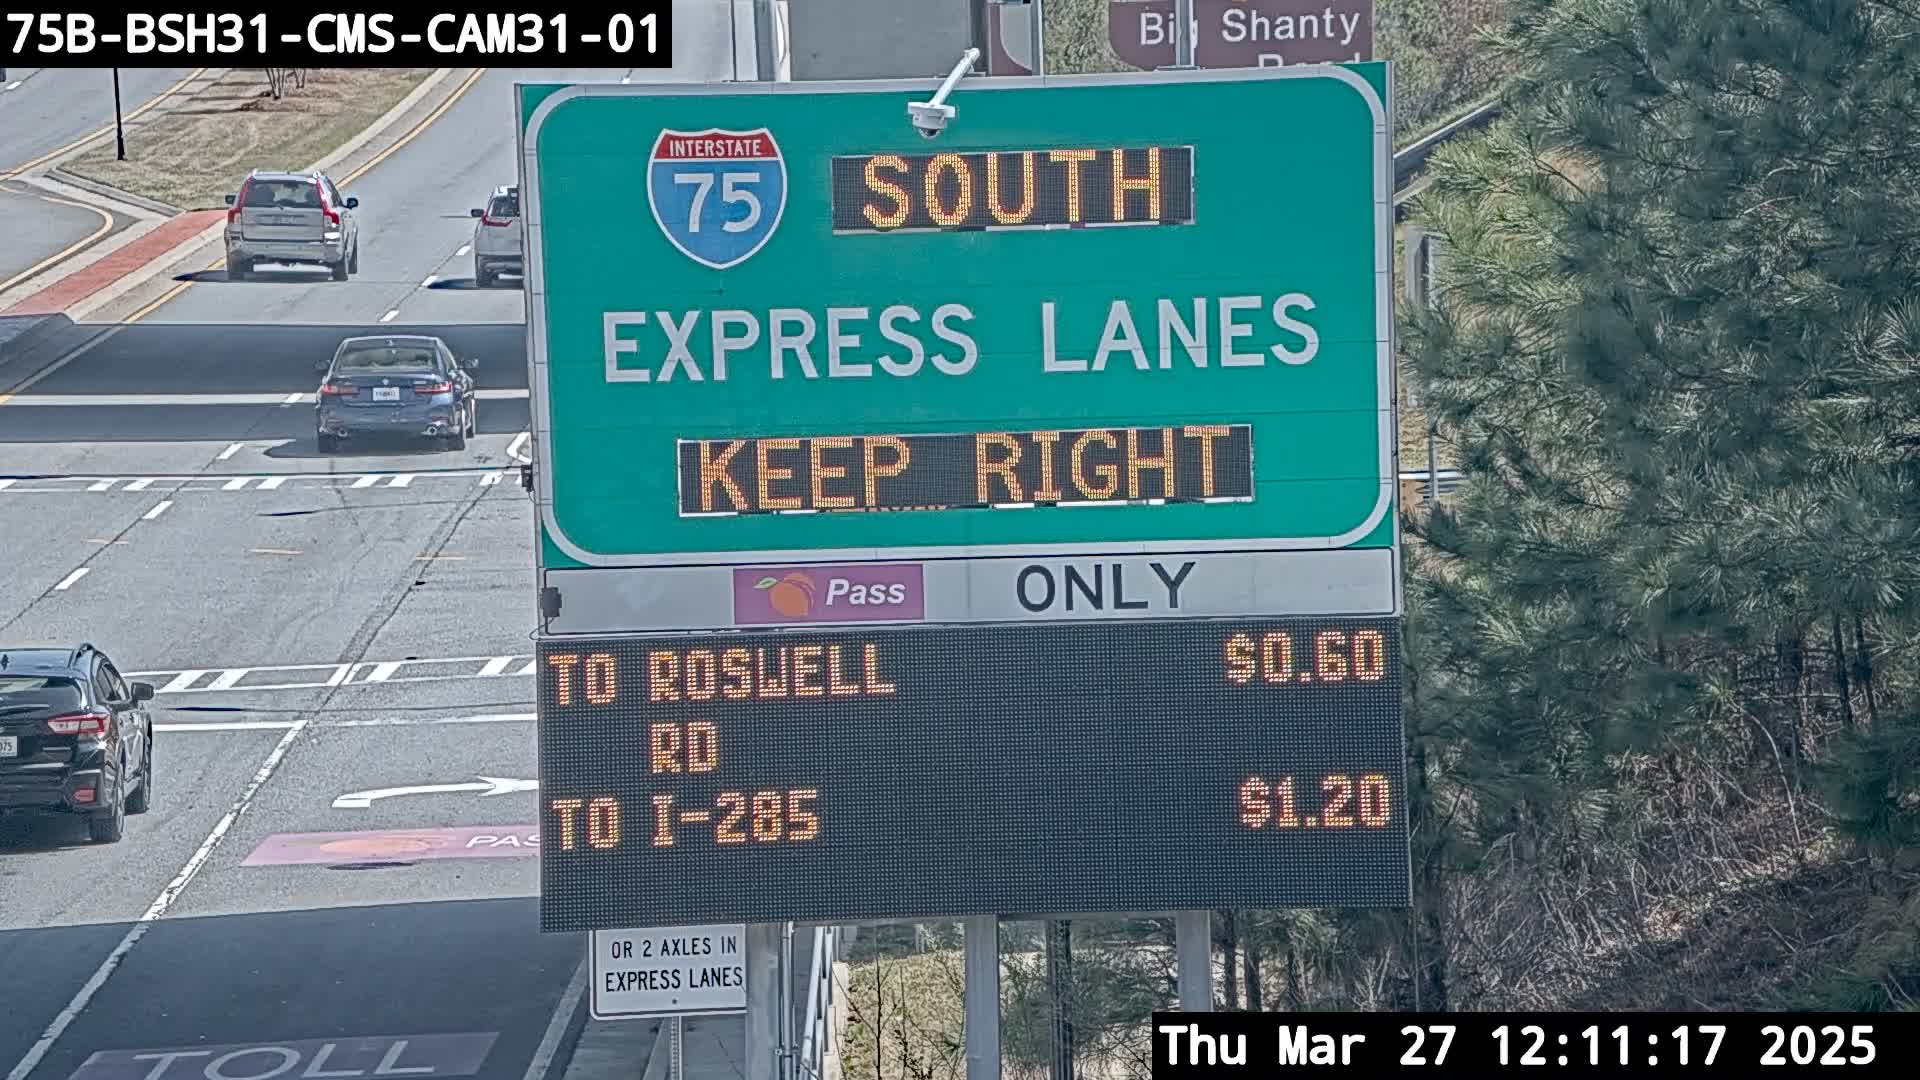 75B-BSH31-CMS-CAM31-01
Big Shanty
Road
INTERSTATE
75
SOUTH
EXPRESS LANES
KEEP RIGHT
Pass ONLY
TO ROSWELL $0.60
RD
TO I-285 $1.20
OR 2 AXLES IN
EXPRESS LANES
TOLL
Thu Mar 27 12:11:17 2025